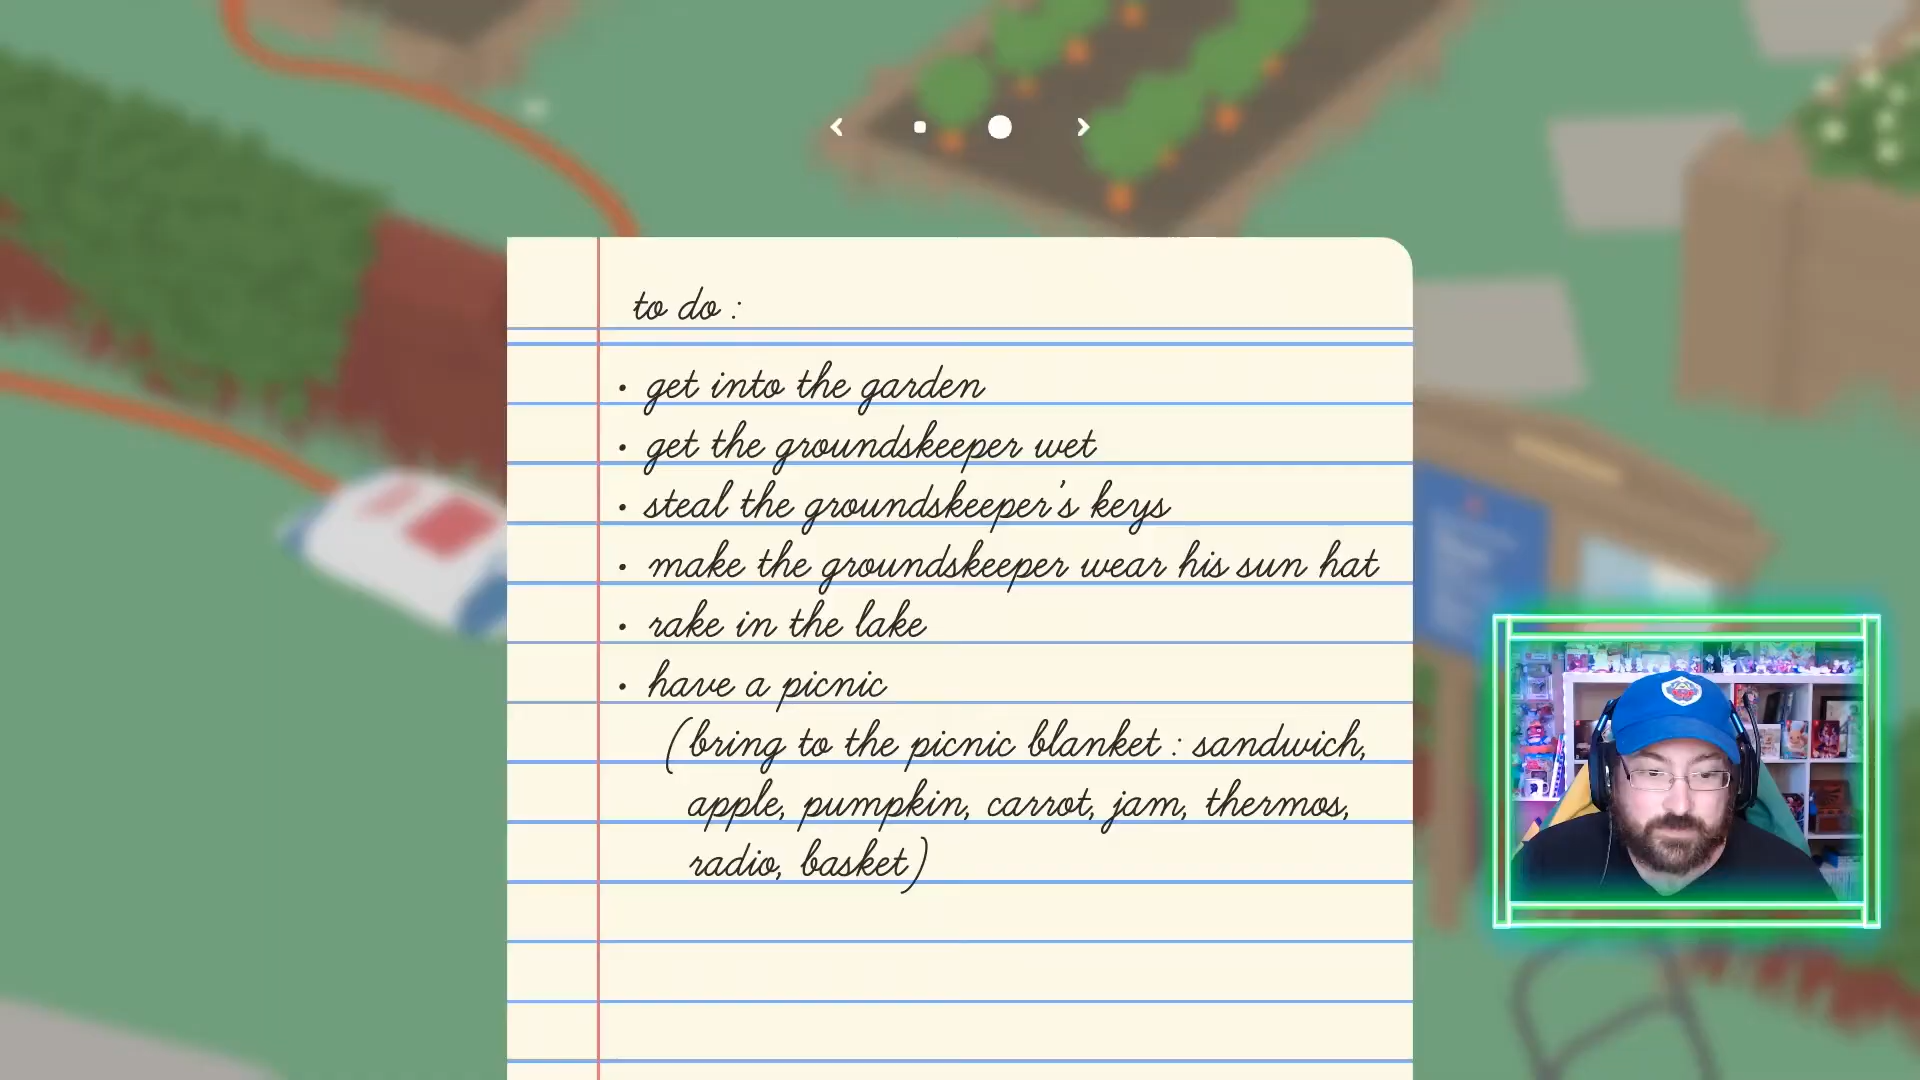 to do :
• get into the garden
• get the groundskeeper wet
• steal the groundskeeper's keys
• make the groundskeeper wear his sun hat
• rake in the lake
• have a picnic
(bring to the picnic blanket : sandwich,
apple, pumpkin, carrot, jam, thermos,
radio, basket)